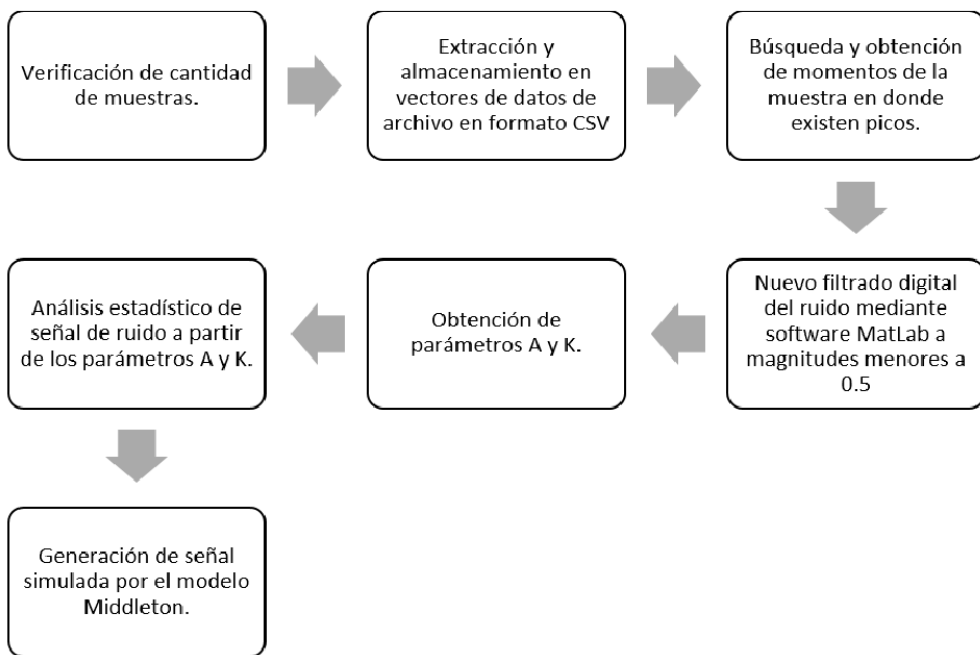 Verificación de cantidad
de muestras.
Extracción y
almacenamiento en
vectores de datos de
archivo en formato CSV
Búsqueda y obtención
de momentos de la
muestra en donde
existen picos.
Nuevo filtrado digital
del ruido mediante
software MatLab a
magnitudes menores a
0.5
Obtención de
parámetros A y K.
Análisis estadístico de
señal de ruido a partir
de los parámetros A y K.
Generación de señal
simulada por el modelo
Middleton.